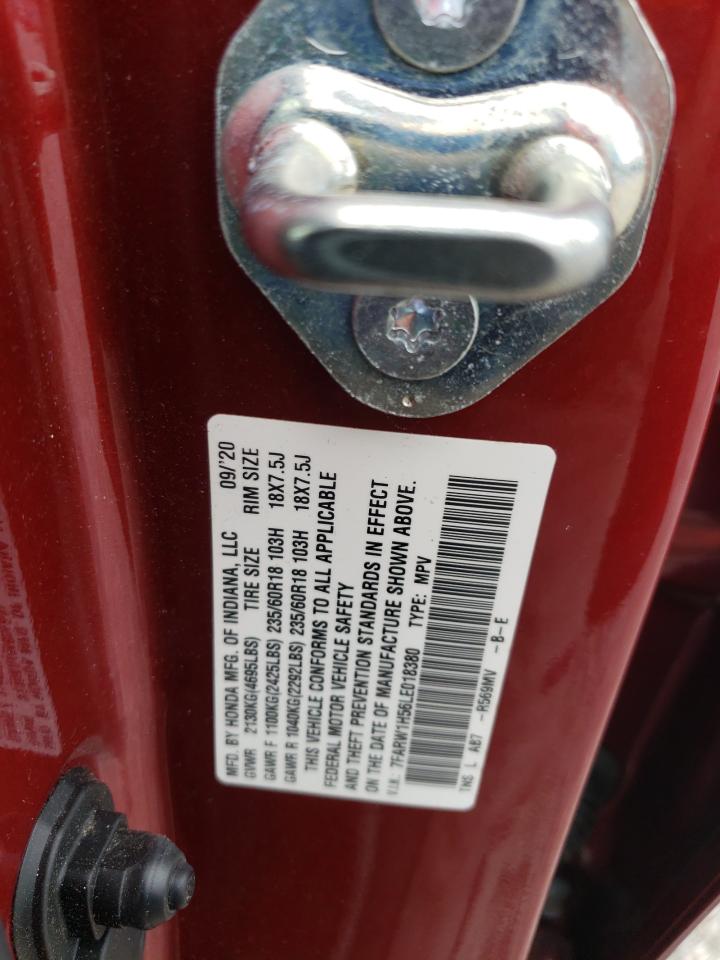 MFD. BY HONDA MFG. OF INDIANA, LLC 09/'20
GVWR 2130KG(4695LBS) TIRE SIZE RIM SIZE
GAWR F 1100KG(2425LBS) 235/60R18 103H 18X7.5J
GAWR R 1040KG(2292LBS) 235/60R18 103H 18X7.5J
THIS VEHICLE CONFORMS TO ALL APPLICABLE
FEDERAL MOTOR VEHICLE SAFETY
AND THEFT PREVENTION STANDARDS IN EFFECT
ON THE DATE OF MANUFACTURE SHOWN ABOVE.
V.I.N. 7FARW1H56LE018380 TYPE: MPV
TNS L AB7 -R569MV -B-E